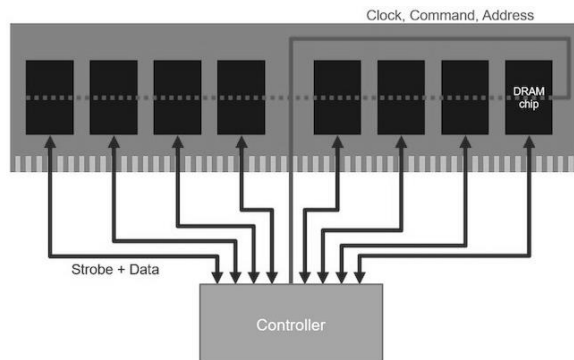 Clock, Command, Address
DRAM
chip
Strobe + Data
Controller